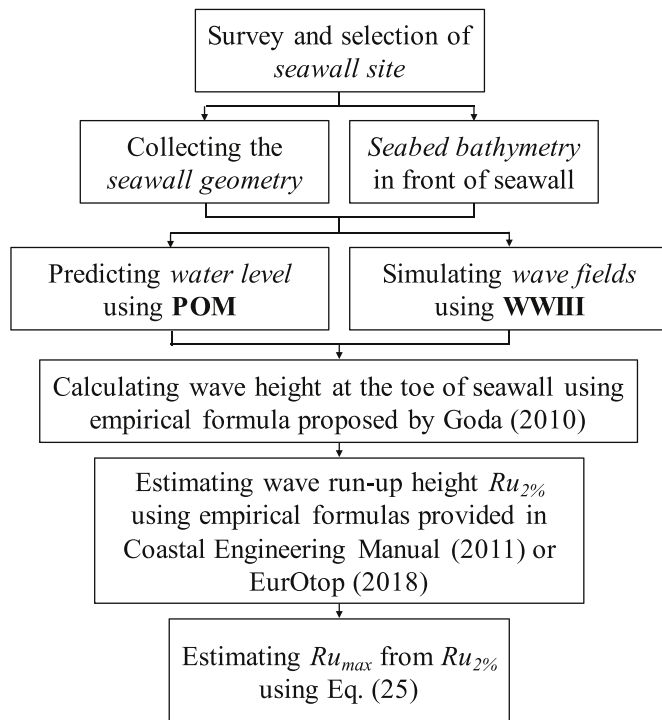 Survey and selection of
seawall site
Collecting the
seawall geometry
Seabed bathymetry
in front of seawall
Predicting water level
using POM
Simulating wave fields
using WWIII
Calculating wave height at the toe of seawall using
empirical formula proposed by Goda (2010)
Estimating wave run-up height Ru2%
using empirical formulas provided in
Coastal Engineering Manual (2011) or
EurOtop (2018)
Estimating Rumax from Ru2%
using Eq. (25)